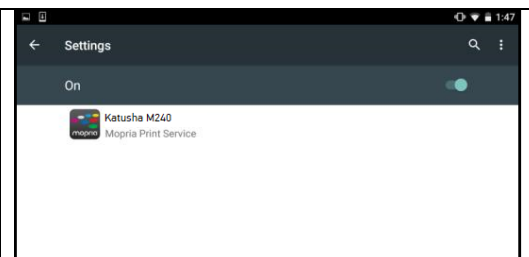 1:47
Settings
On
Katusha M240
mopria
Mopria Print Service